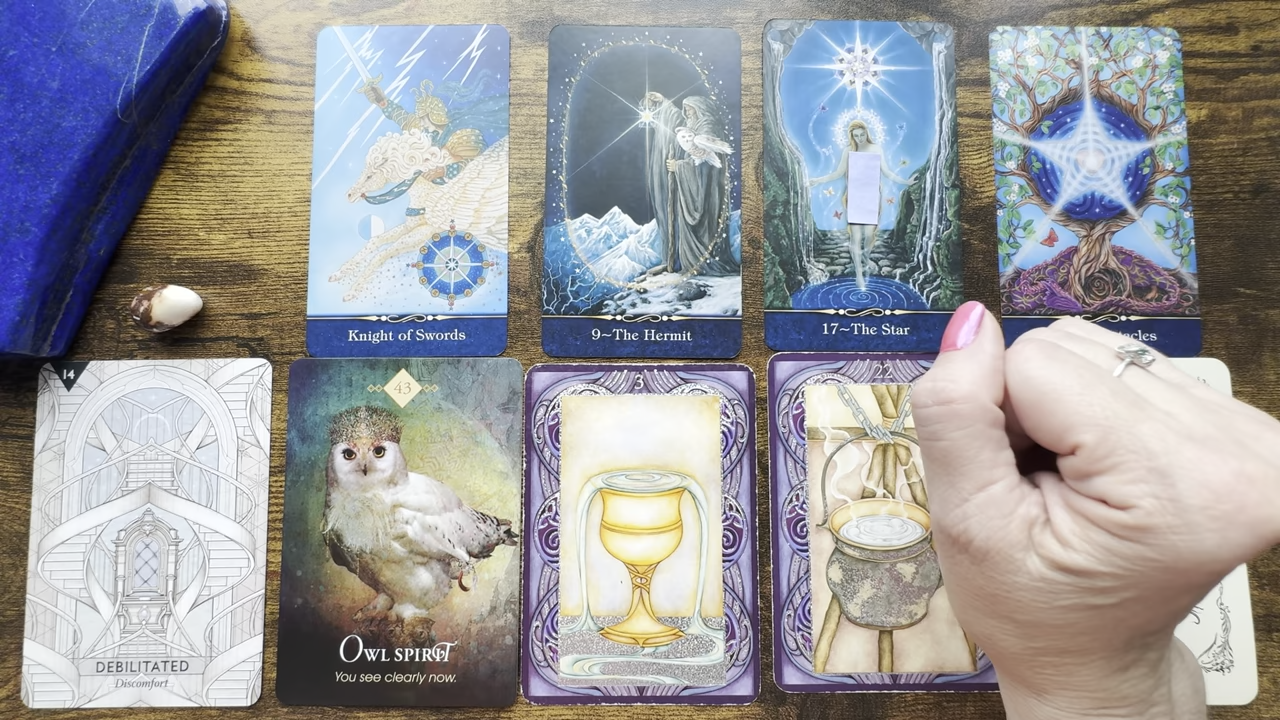 Knight of Swords
9~The Hermit
17~The Star
14
DEBILITATED
Discomfort
43
OWL SPIRIT
You see clearly now.
3
22